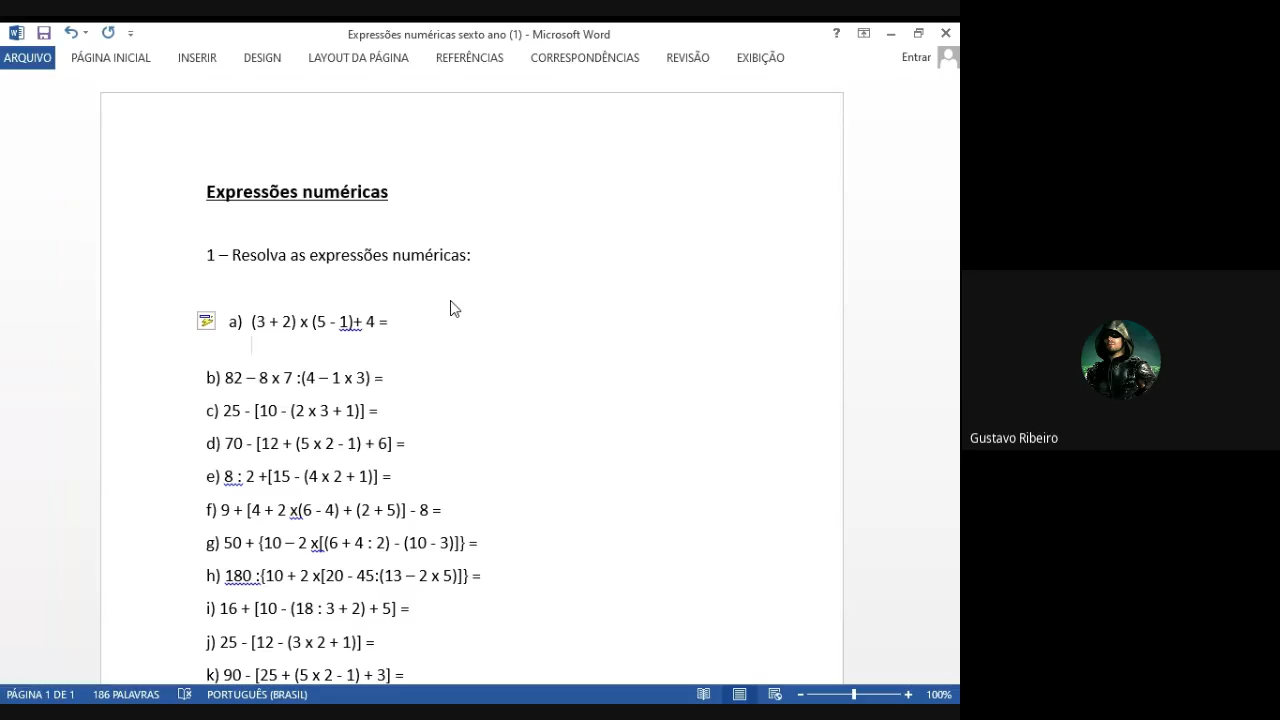 Expressões numéricas sexto ano (1) - Microsoft Word
?
ARQUIVO PÁGINA INICIAL INSERIR DESIGN LAYOUT DA PÁGINA REFERÊNCIAS CORRESPONDÊNCIAS REVISÃO EXIBIÇÃO Entrar
Expressões numéricas
1 – Resolva as expressões numéricas:
a) (3 + 2) x (5 - 1)+ 4 =
b) 82 – 8 x 7 :(4 – 1 x 3) =
c) 25 - [10 - (2 x 3 + 1)] =
d) 70 - [12 + (5 x 2 - 1) + 6] =
e) 8 : 2 +[15 - (4 x 2 + 1)] =
f) 9 + [4 + 2 x(6 - 4) + (2 + 5)] - 8 =
g) 50 + {10 – 2 x[(6 + 4 : 2) - (10 - 3)]} =
h) 180 :{10 + 2 x[20 - 45:(13 – 2 x 5)]} =
i) 16 + [10 - (18 : 3 + 2) + 5] =
j) 25 - [12 - (3 x 2 + 1)] =
k) 90 - [25 + (5 x 2 - 1) + 3] =
Gustavo Ribeiro
PÁGINA 1 DE 1 186 PALAVRAS PORTUGUÊS (BRASIL) 100%